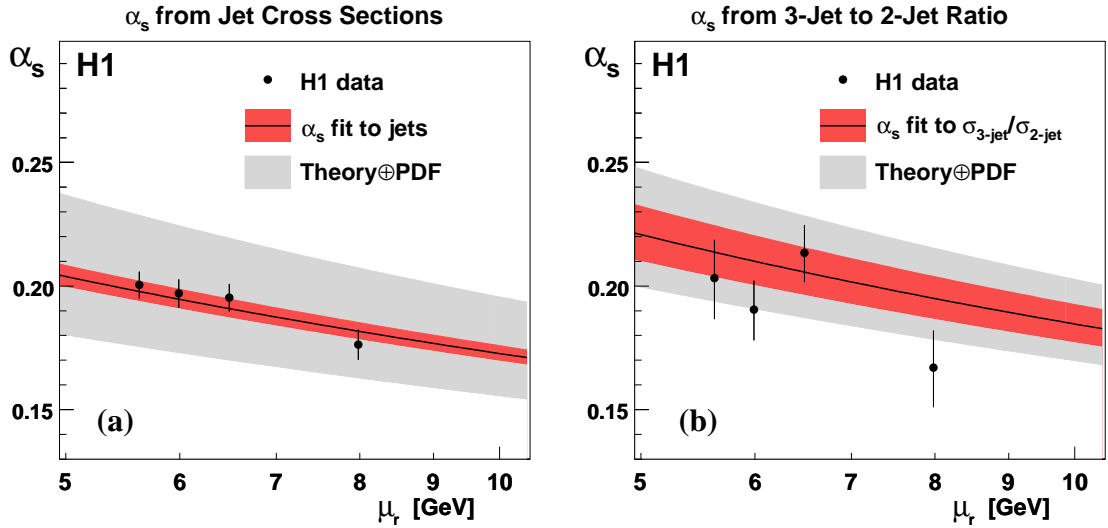 αs from Jet Cross Sections
αs
H1
H1 data
αs fit to jets
Theory⊕PDF
0.25
0.20
0.15
(a)
5 6 7 8 9 10
μr [GeV]
αs from 3-Jet to 2-Jet Ratio
αs
H1
H1 data
αs fit to σ3-jet/σ2-jet
Theory⊕PDF
0.25
0.20
0.15
(b)
5 6 7 8 9 10
μr [GeV]